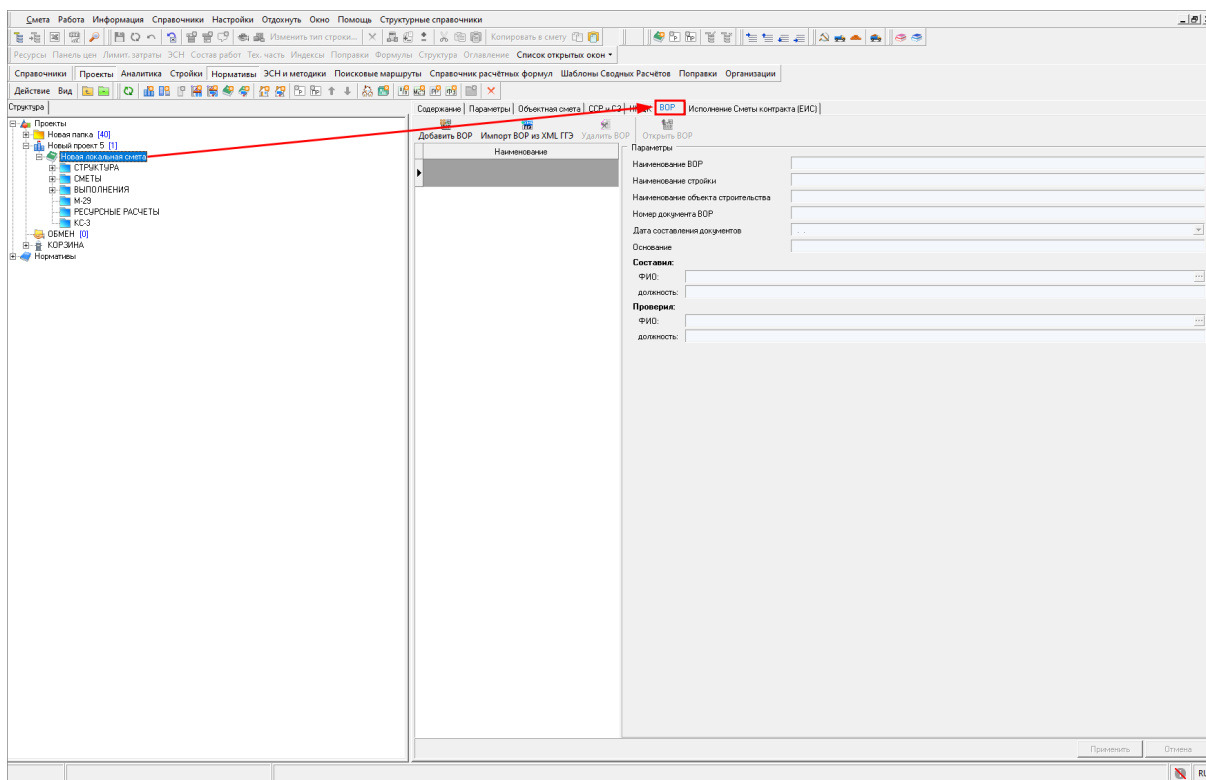 Смета Работа Информация Справочники Настройки Отдохнуть Окно Помощь Структурные справочники
Изменить тип строки... Копировать в смету
Ресурсы Панель цен Лимит. затраты ЭСН Состав работ Тех. часть Индексы Поправки Формулы Структура Оглавление Список открытых окон
Справочники Проекты Аналитика Стройки Нормативы ЭСН и методики Поисковые маршруты Справочник расчётных формул Шаблоны Сводных Расчётов Поправки Организации
Действие Вид
Структура
Содержание Параметры Объектная смета ССР и СЗ ВОР Исполнение Сметы контракта (ЕИС)
Проекты
Новая папка [40]
Новый проект 5 [1]
Новая локальная смета
СТРУКТУРА
СМЕТЫ
ВЫПОЛНЕНИЯ
М-29
РЕСУРСНЫЕ РАСЧЕТЫ
КС-3
ОБМЕН [0]
КОРЗИНА
Нормативы
Добавить ВОР Импорт ВОР из XML ГГЭ Удалить ВОР Открыть ВОР
Наименование
Параметры
Наименование ВОР
Наименование стройки
Наименование объекта строительства
Номер документа ВОР
Дата составления документов . .
Основание
Составил:
ФИО:
должность:
Проверил:
ФИО:
должность:
Применить Отмена
RU